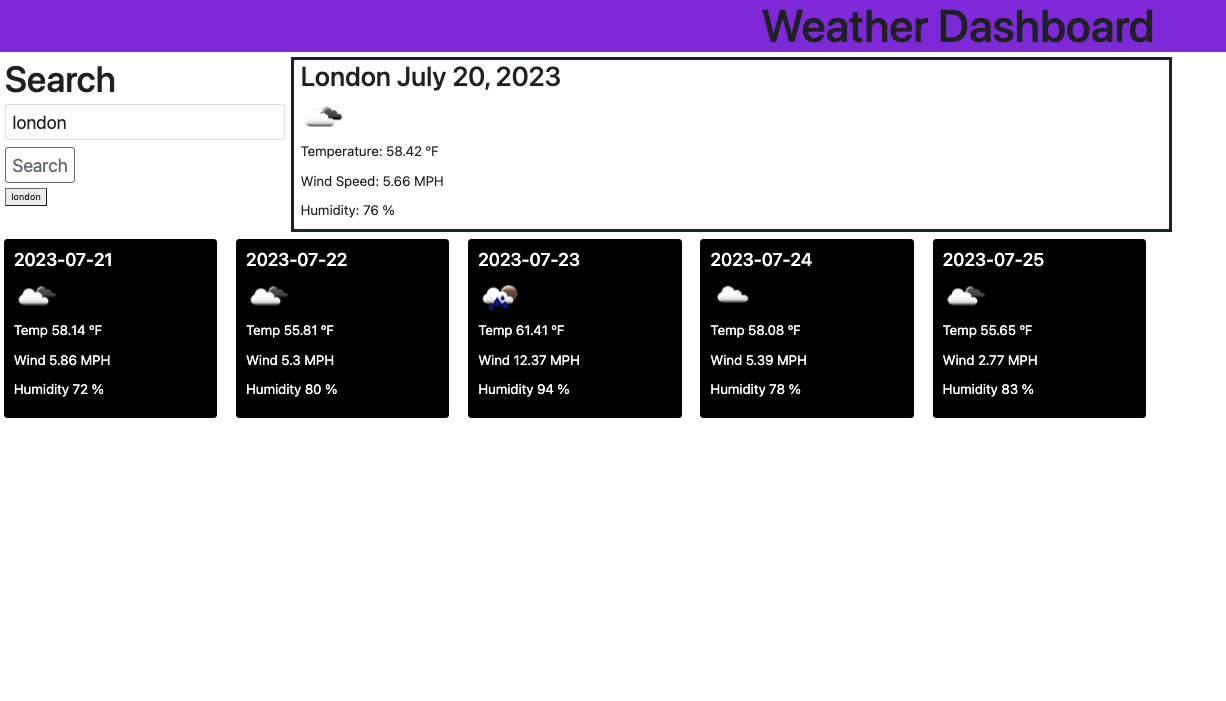 Weather Dashboard
Search
london
Search
london
London July 20, 2023
Temperature: 58.42 °F
Wind Speed: 5.66 MPH
Humidity: 76 %
2023-07-21
Temp 58.14 °F
Wind 5.86 MPH
Humidity 72 %
2023-07-22
Temp 55.81 °F
Wind 5.3 MPH
Humidity 80 %
2023-07-23
Temp 61.41 °F
Wind 12.37 MPH
Humidity 94 %
2023-07-24
Temp 58.08 °F
Wind 5.39 MPH
Humidity 78 %
2023-07-25
Temp 55.65 °F
Wind 2.77 MPH
Humidity 83 %